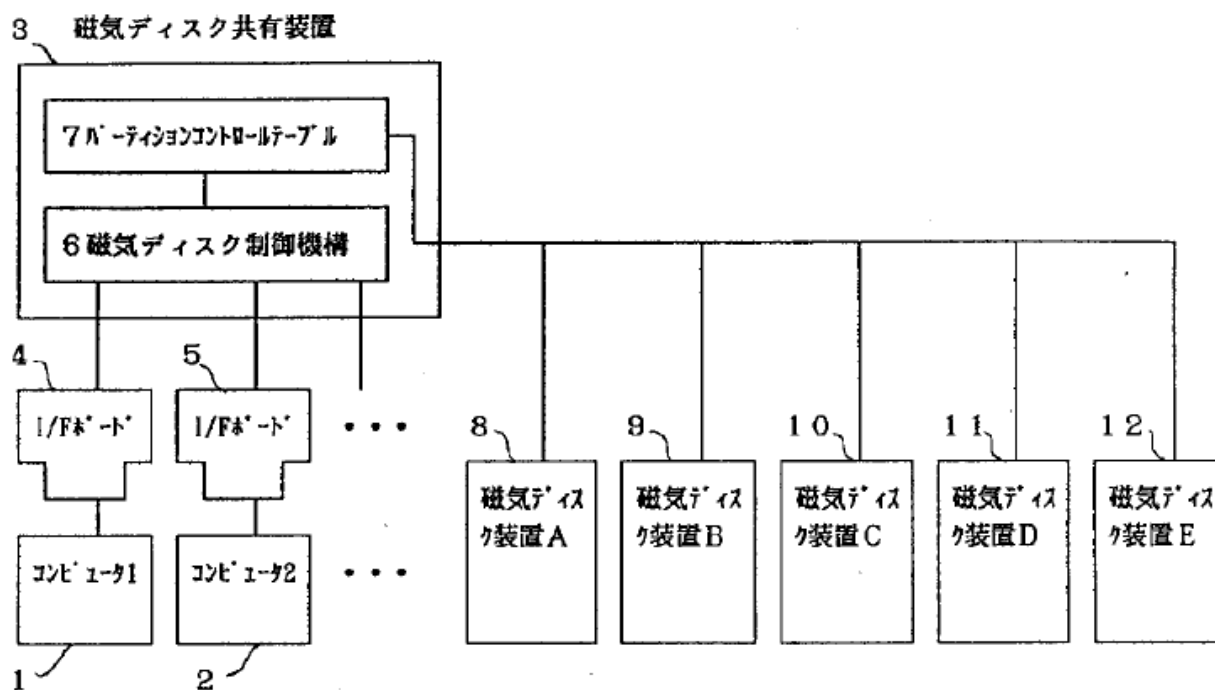 3 磁気ディスク共有装置
7パーティションコントロールテーブル
6磁気ディスク制御機構
4
5
I/Fボード
I/Fボード
・・・
8
9
10
11
12
磁気ディス
ク装置A
磁気ディス
ク装置B
磁気ディス
ク装置C
磁気ディス
ク装置D
磁気ディス
ク装置E
コンピュータ1
コンピュータ2
・・・
1
2